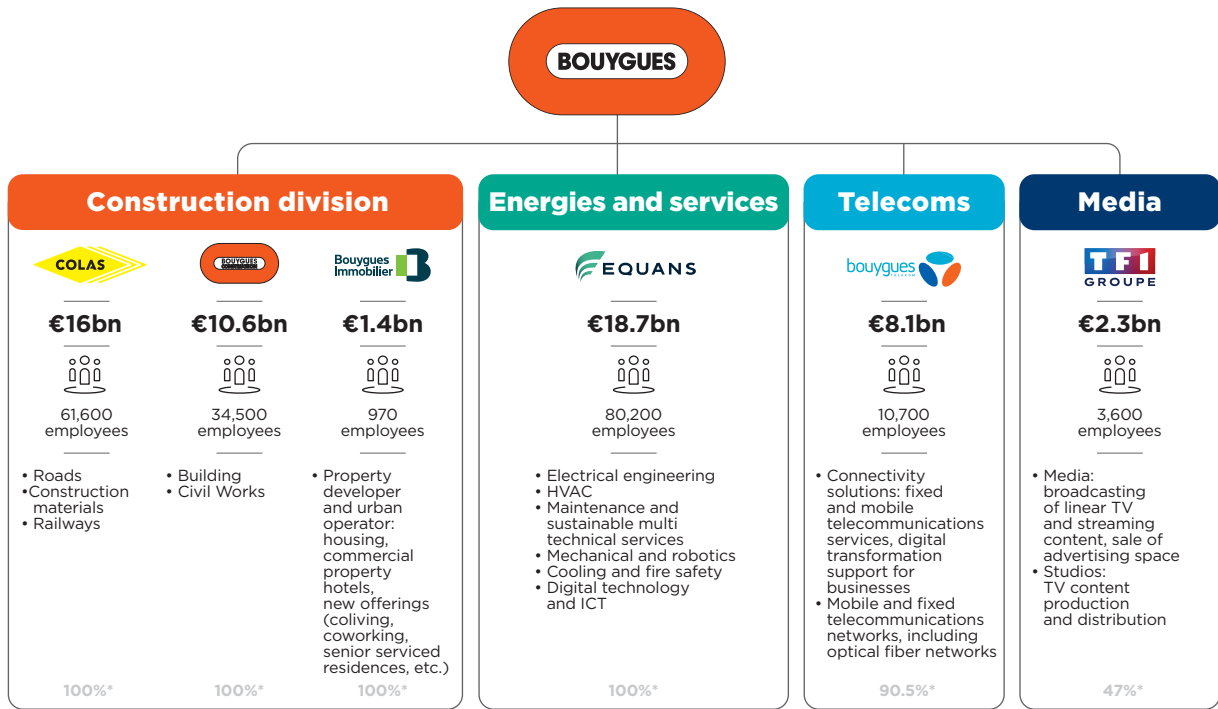 BOUYGUES
Construction division
COLAS
€16bn
61,600
employees
• Roads
•Construction
materials
• Railways
100%*
BOUYGUES
CONSTRUCTION
€10.6bn
34,500
employees
• Building
• Civil Works
100%*
Bouygues
Immobilier
€1.4bn
970
employees
• Property
developer
and urban
operator:
housing,
commercial
property
hotels,
new offerings
(coliving,
coworking,
senior serviced
residences, etc.)
100%*
Energies and services
EQUANS
€18.7bn
80,200
employees
• Electrical engineering
• HVAC
• Maintenance and
sustainable multi
technical services
• Mechanical and robotics
• Cooling and fire safety
• Digital technology
and ICT
100%*
Telecoms
bouygues
TELECOM
€8.1bn
10,700
employees
• Connectivity
solutions: fixed
and mobile
telecommunications
services, digital
transformation
support for
businesses
• Mobile and fixed
telecommunications
networks, including
optical fiber networks
90.5%*
Media
TF1
GROUPE
€2.3bn
3,600
employees
• Media:
broadcasting
of linear TV
and streaming
content, sale of
advertising space
• Studios:
TV content
production
and distribution
47%*